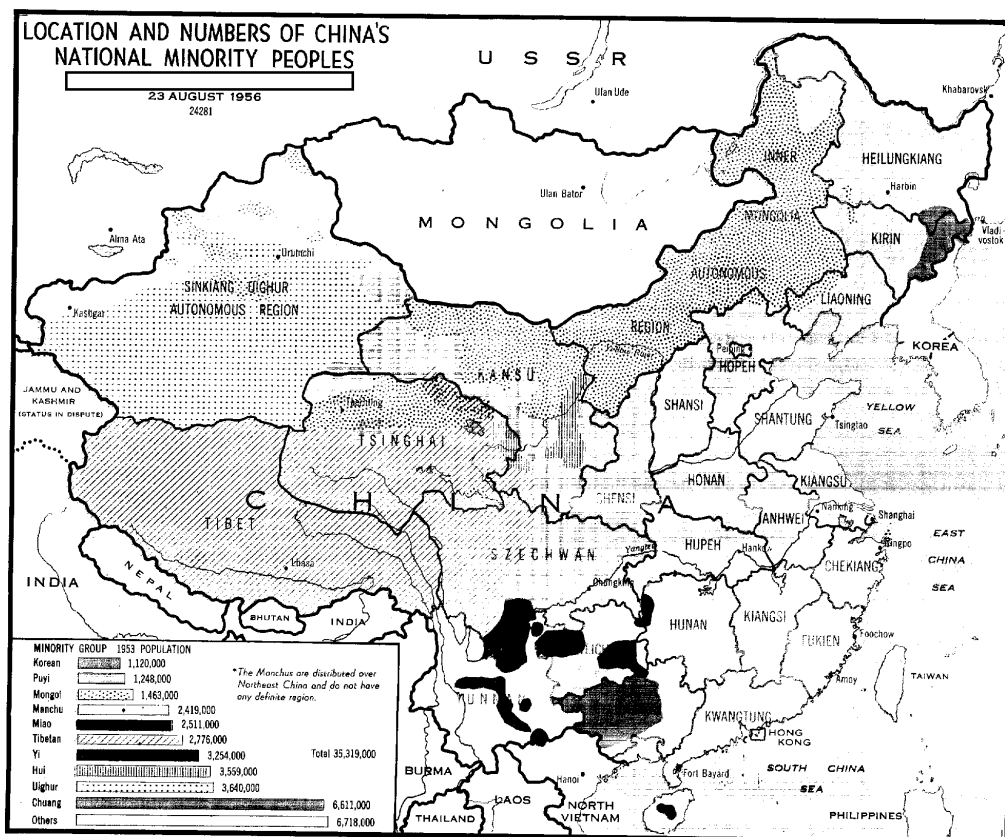 LOCATION AND NUMBERS OF CHINA'S
NATIONAL MINORITY PEOPLES
23 AUGUST 1956
24281
U S S R
Ulan Ude
Khabarovsk
INNER
HEILUNGKIANG
Harbin
Ulan Bator
MONGOLIA
MONGOLIA
Alma Ata
Urumchi
KIRIN
Vladi
vostok
SINKIANG UIGHUR
AUTONOMOUS REGION
AUTONOMOUS
Kashgar
LIAONING
REGION
Peiping
KOREA
HOPEH
KANSU
JAMMU AND
KASHMIR
(STATUS IN DISPUTE)
SHANSI
SHANTUNG
Tsingtao
YELLOW
SEA
TSINGHAI
HONAN
KIANGSU
CHINA
SHENSI
TIBET
ANHWEI
Nanking
Shanghai
SZECHWAN
Yangtze
HUPEH
Hankow
Ningpo
EAST
CHINA
SEA
CHEKIANG
Lhasa
Chungking
INDIA
NEPAL
BHUTAN
INDIA
HUNAN
KIANGSI
FUKIEN
Foochow
Amoy
TAIWAN
YUNNAN
KWANGTUNG
HONG
KONG
BURMA
Hanoi
Fort Bayard
SOUTH CHINA
SEA
LAOS
NORTH
VIETNAM
THAILAND
PHILIPPINES
MINORITY GROUP 1953 POPULATION
Korean 1,120,000
Puyi 1,248,000
Mongol 1,463,000
Manchu * 2,419,000
Miao 2,511,000
Tibetan 2,776,000
Yi 3,254,000
Hui 3,559,000
Uighur 3,640,000
Chuang 6,611,000
Others 6,718,000
*The Manchus are distributed over
Northeast China and do not have
any definite region.
Total 35,319,000